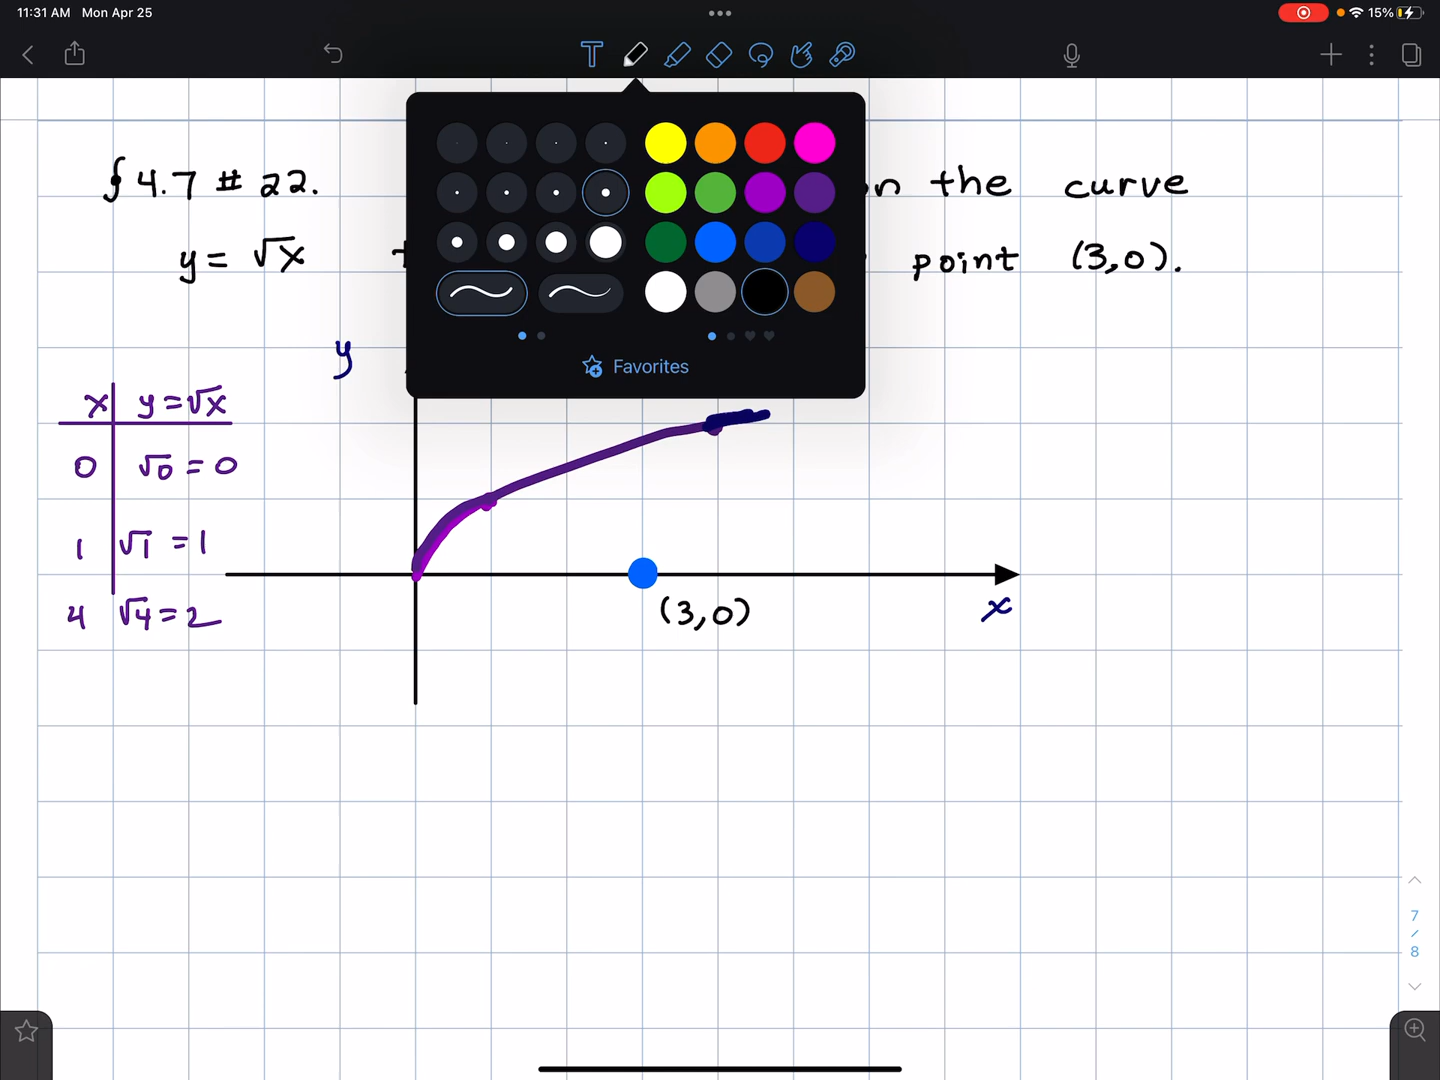 11:31 AM Mon Apr 25
15%
§4.7 # 22. on the curve
y = √x point (3,0).
y
x y = √x
0 √0 = 0
1 √1 = 1
4 √4 = 2
(3,0)
x
Favorites
7
/
8